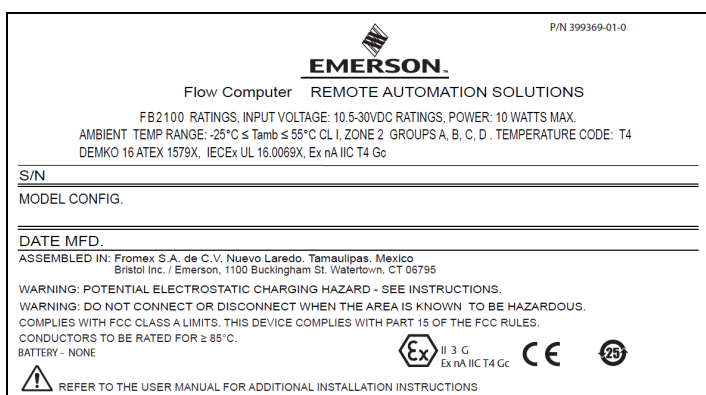 P/N 399369-01-0
EMERSON™
Flow Computer REMOTE AUTOMATION SOLUTIONS
FB2100 RATINGS, INPUT VOLTAGE: 10.5-30VDC RATINGS, POWER: 10 WATTS MAX.
AMBIENT TEMP RANGE: -25°C ≤ Tamb ≤ 55°C CL I, ZONE 2 GROUPS A, B, C, D . TEMPERATURE CODE: T4
DEMKO 16 ATEX 1579X, IECEx UL 16.0069X, Ex nA IIC T4 Gc
S/N
MODEL CONFIG.
DATE MFD.
ASSEMBLED IN: Fromex S.A. de C.V. Nuevo Laredo. Tamaulipas. Mexico
Bristol Inc. / Emerson, 1100 Buckingham St. Watertown, CT 06795
WARNING: POTENTIAL ELECTROSTATIC CHARGING HAZARD - SEE INSTRUCTIONS.
WARNING: DO NOT CONNECT OR DISCONNECT WHEN THE AREA IS KNOWN TO BE HAZARDOUS.
COMPLIES WITH FCC CLASS A LIMITS. THIS DEVICE COMPLIES WITH PART 15 OF THE FCC RULES.
CONDUCTORS TO BE RATED FOR ≥ 85°C.
BATTERY - NONE
Ex II 3 G
Ex nA IIC T4 Gc
CE
25
REFER TO THE USER MANUAL FOR ADDITIONAL INSTALLATION INSTRUCTIONS